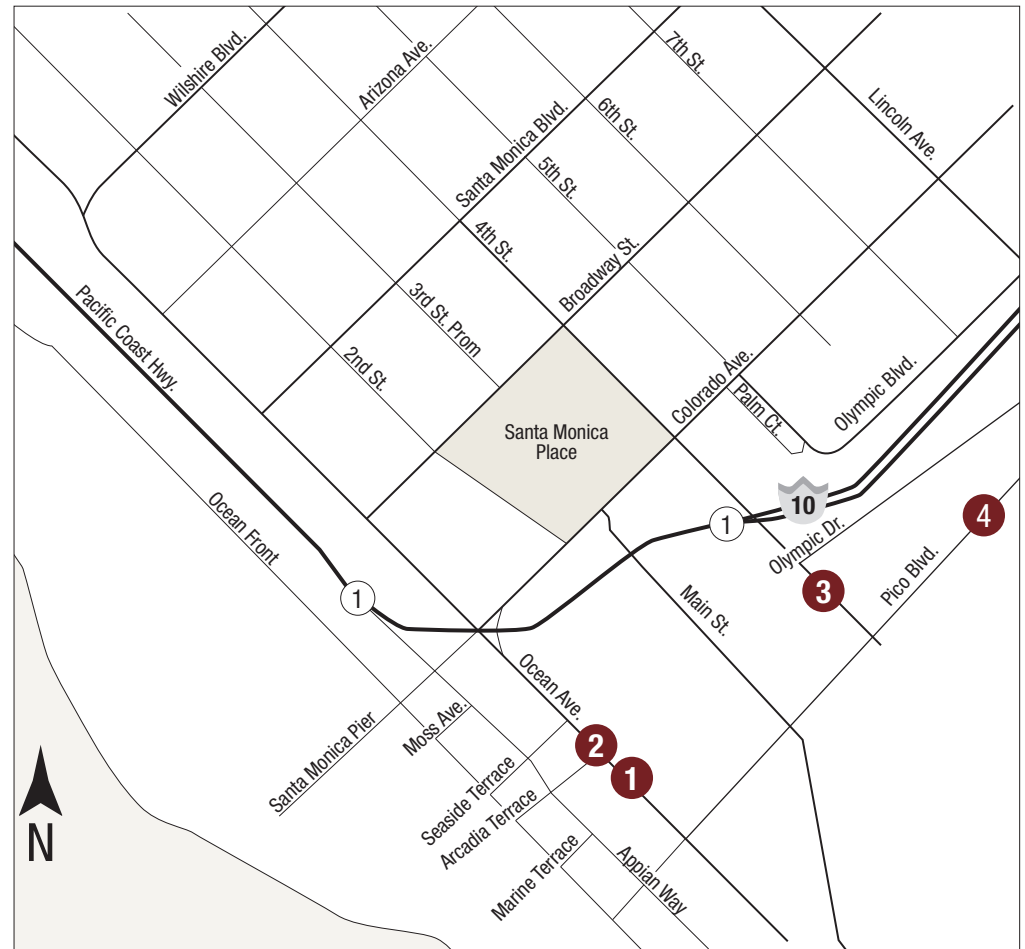 Wilshire Blvd.
Arizona Ave.
Santa Monica Blvd.
7th St.
6th St.
5th St.
4th St.
Lincoln Ave.
Broadway St.
3rd St. Prom
2nd St.
Pacific Coast Hwy.
Santa Monica
Place
Colorado Ave.
Palm Ct.
Olympic Blvd.
10
1
Olympic Dr.
4
3
Pico Blvd.
Ocean Front
1
Main St.
Ocean Ave.
Santa Monica Pier
Moss Ave.
2
1
Seaside Terrace
Arcadia Terrace
Marine Terrace
Appian Way
N